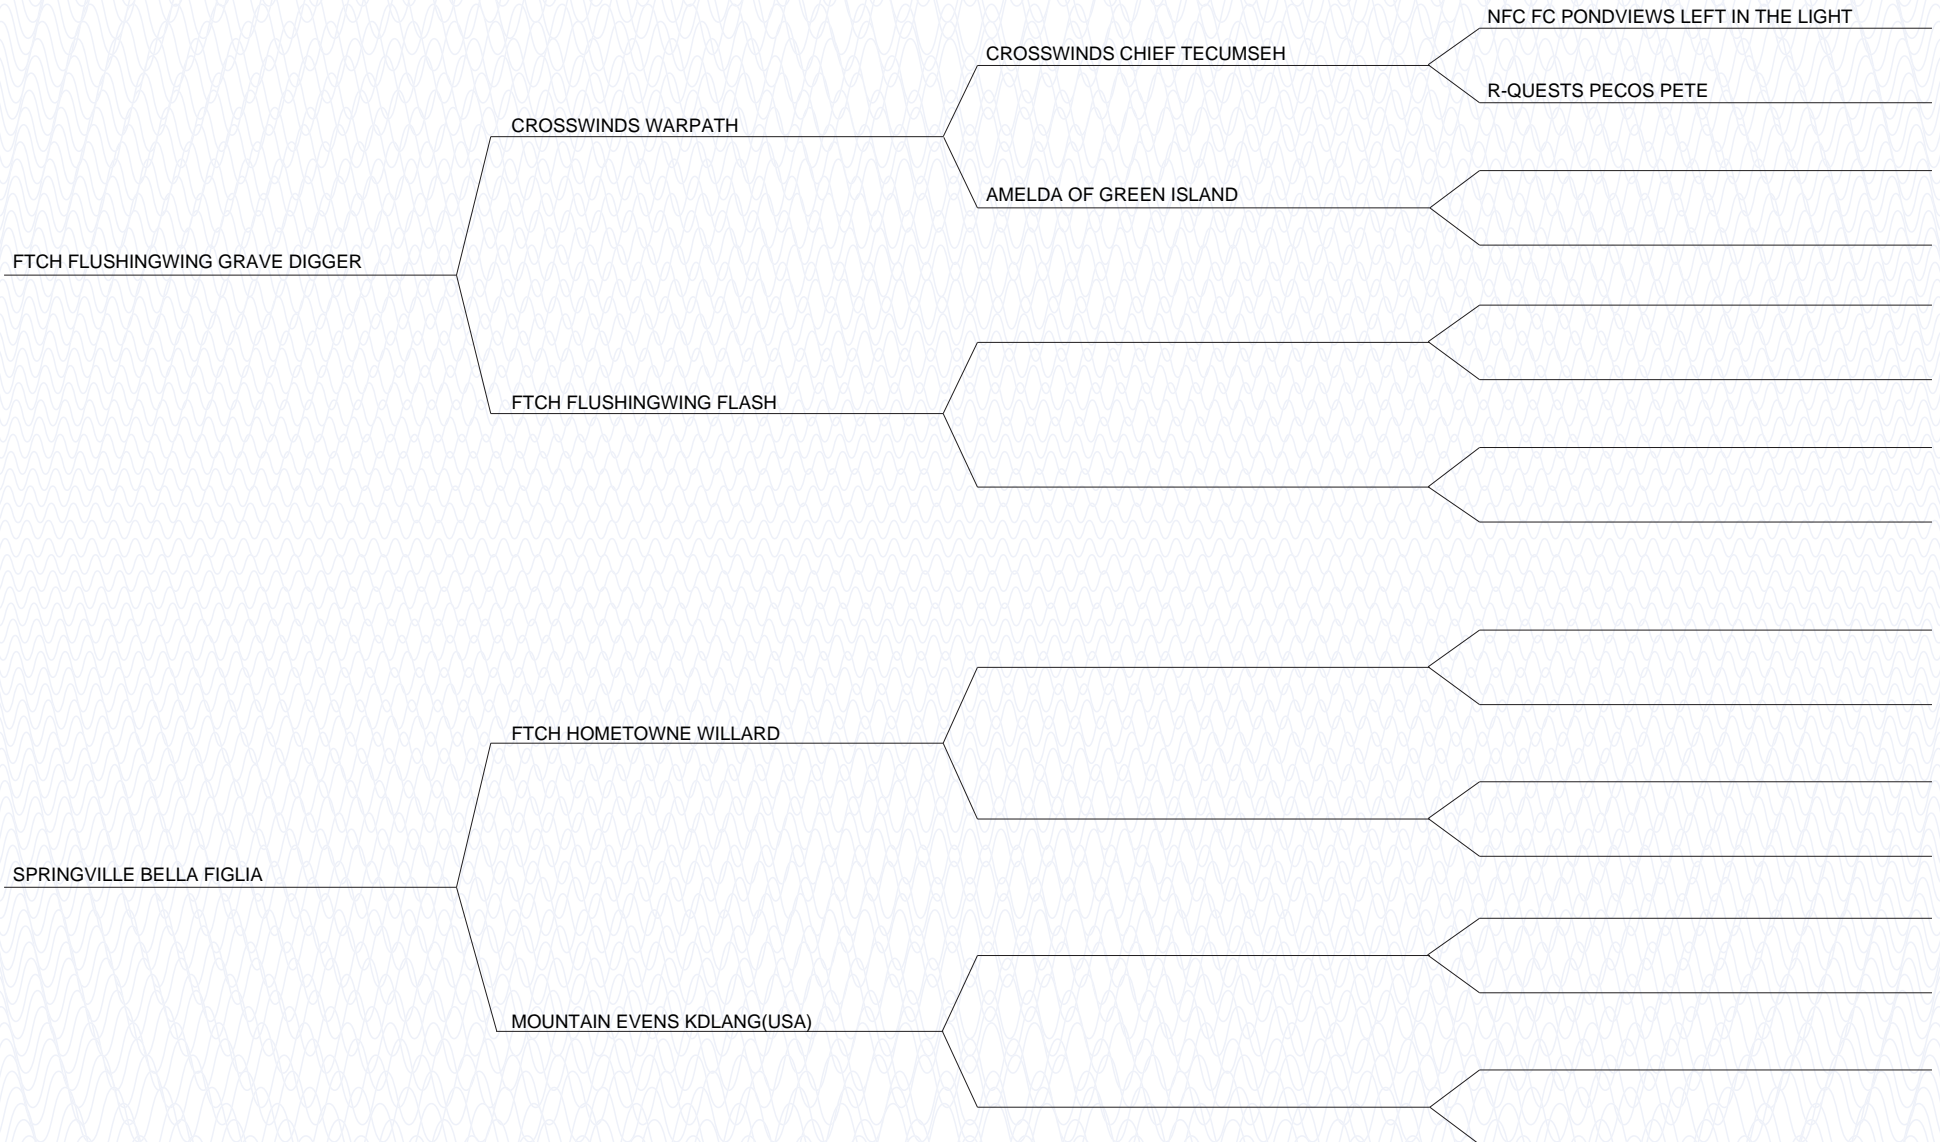 NFC FC PONDVIEWS LEFT IN THE LIGHT
CROSSWINDS CHIEF TECUMSEH
R-QUESTS PECOS PETE
CROSSWINDS WARPATH
AMELDA OF GREEN ISLAND
FTCH FLUSHINGWING GRAVE DIGGER
FTCH FLUSHINGWING FLASH
FTCH HOMETOWNE WILLARD
SPRINGVILLE BELLA FIGLIA
MOUNTAIN EVENS KDLANG(USA)